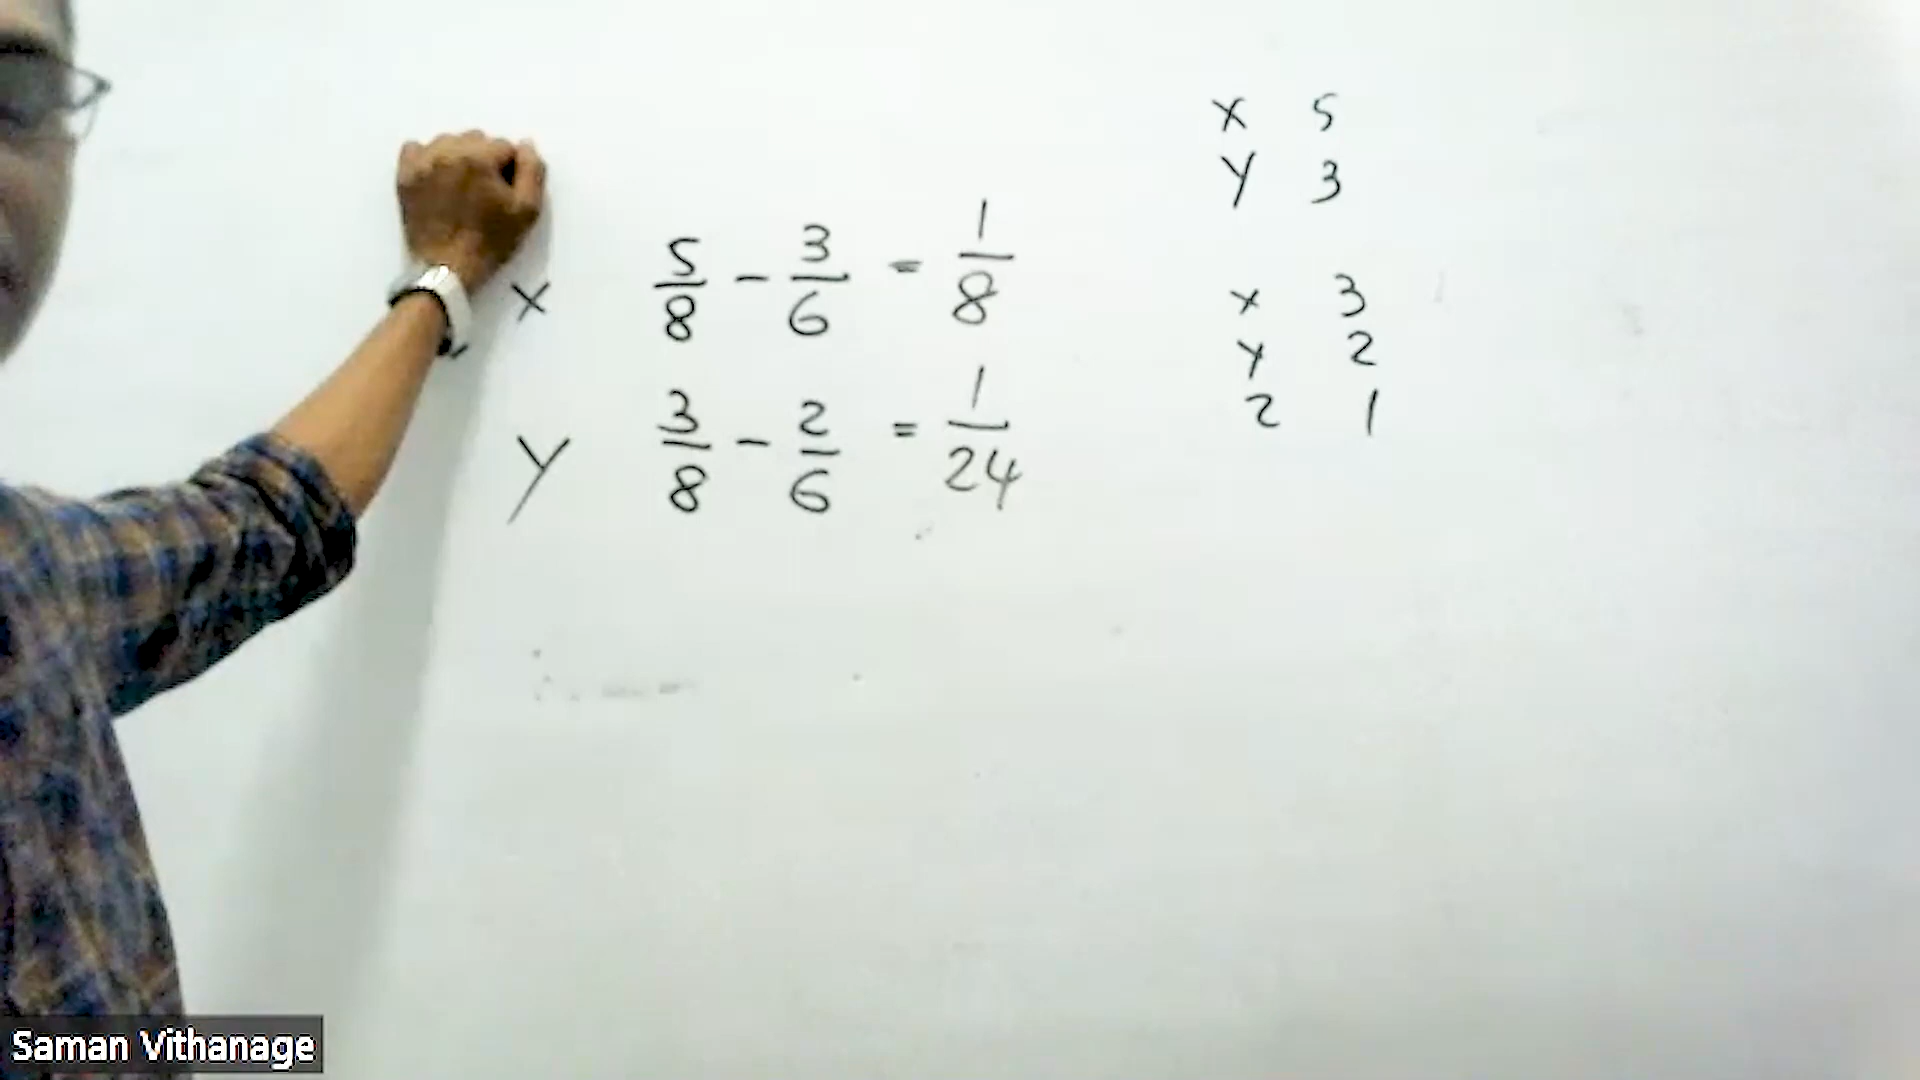 x 5/8 - 3/6 = 1/8
y 3/8 - 2/6 = 1/24
x 5
y 3
x 3
y 2
2 1
Saman Vithanage